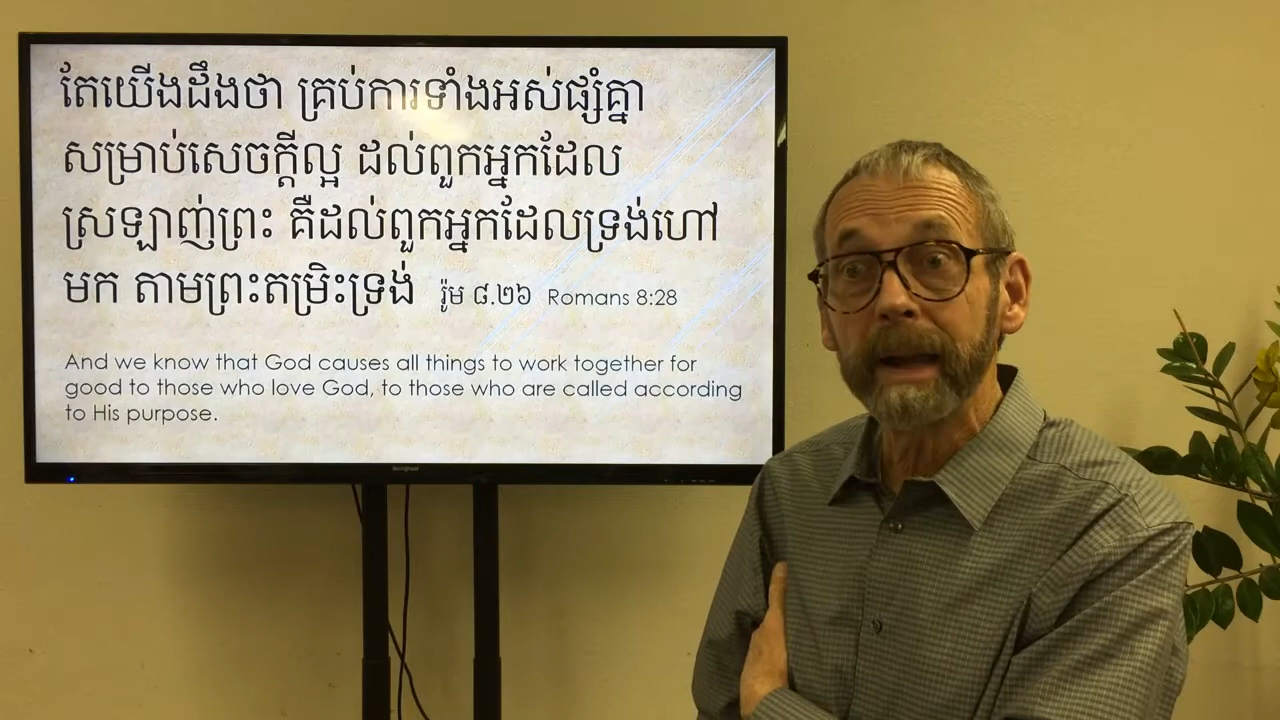 តែយើងដឹងថា គ្រប់ការទាំងអស់ផ្សំគ្នា
សម្រាប់សេចក្តីល្អ ដល់ពួកអ្នកដែល
ស្រឡាញ់ព្រះ គឺដល់ពួកអ្នកដែលទ្រង់ហៅ
មក តាមព្រះតម្រិះទ្រង់ រ៉ូម ៨.២៦ Romans 8:28
And we know that God causes all things to work together for
good to those who love God, to those who are called according
to His purpose.